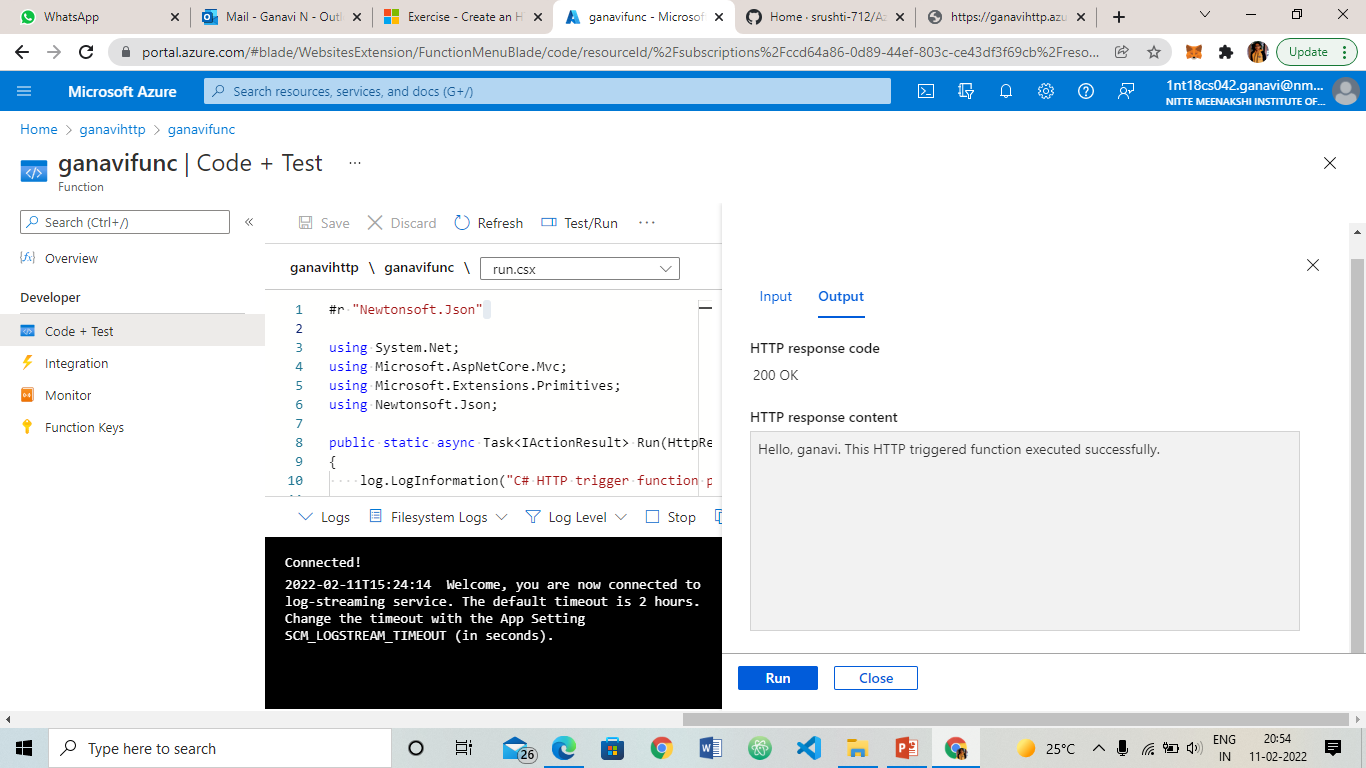 WhatsApp
Mail - Ganavi N - Outl
Exercise - Create an H
ganavifunc - Microsof
Home · srushti-712/Az
https://ganavihttp.azu
portal.azure.com/#blade/WebsitesExtension/FunctionMenuBlade/code/resourceId/%2Fsubscriptions%2Fccd64a86-0d89-44ef-803c-ce43df3f69cb%2Freso...
Update
Microsoft Azure
Search resources, services, and docs (G+/)
1nt18cs042.ganavi@nm...
NITTE MEENAKSHI INSTITUTE OF...
Home > ganavihttp > ganavifunc
ganavifunc | Code + Test ...
Function
Search (Ctrl+/)
«
Overview
Developer
Code + Test
Integration
Monitor
Function Keys
Save Discard Refresh Test/Run ...
ganavihttp \ ganavifunc \ run.csx
1 #r "Newtonsoft.Json"
2
3 using System.Net;
4 using Microsoft.AspNetCore.Mvc;
5 using Microsoft.Extensions.Primitives;
6 using Newtonsoft.Json;
7
8 public static async Task<IActionResult> Run(HttpRe
9 {
10 log.LogInformation("C# HTTP trigger function p
Logs Filesystem Logs Log Level Stop
Connected!
2022-02-11T15:24:14 Welcome, you are now connected to
log-streaming service. The default timeout is 2 hours.
Change the timeout with the App Setting
SCM_LOGSTREAM_TIMEOUT (in seconds).
Input Output
HTTP response code
200 OK
HTTP response content
Hello, ganavi. This HTTP triggered function executed successfully.
Run Close
Type here to search
26
25°C
ENG
IN
20:54
11-02-2022